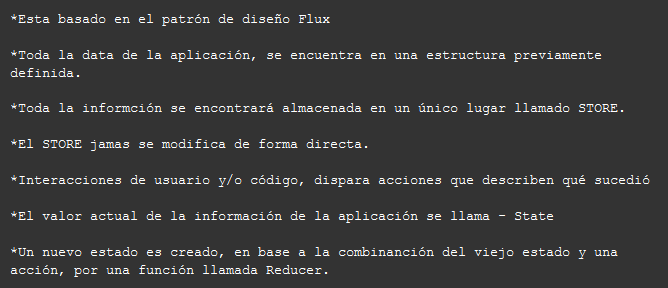 *Esta basado en el patrón de diseño Flux
*Toda la data de la aplicación, se encuentra en una estructura previamente
definida.
*Toda la informción se encontrará almacenada en un único lugar llamado STORE.
*El STORE jamas se modifica de forma directa.
*Interacciones de usuario y/o código, dispara acciones que describen qué sucedió
*El valor actual de la información de la aplicación se llama - State
*Un nuevo estado es creado, en base a la combinanción del viejo estado y una
acción, por una función llamada Reducer.